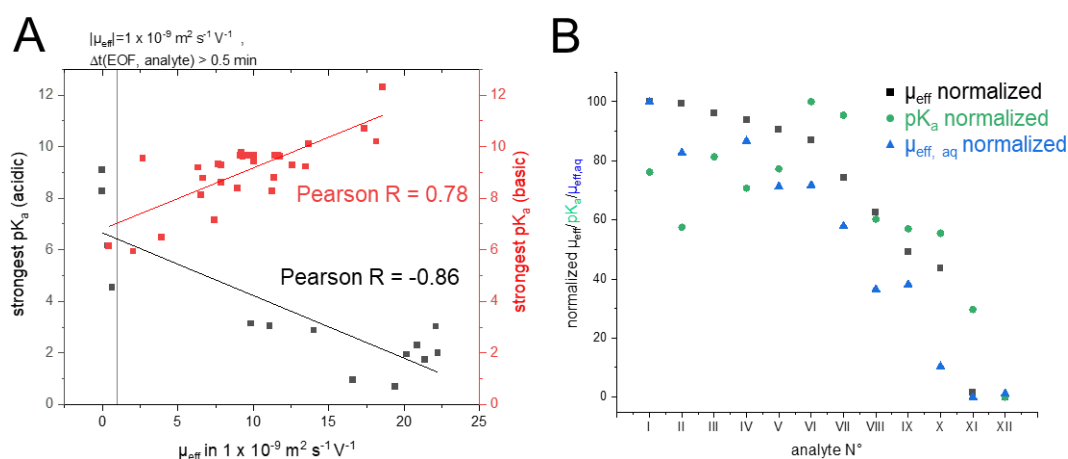 A
|μeff|=1 x 10-9 m2 s-1 V-1 ,
Δt(EOF, analyte) > 0.5 min
strongest pKa (acidic)
12
10
8
6
4
2
0
Pearson R = 0.78
Pearson R = -0.86
12
10
8
6
4
2
0
strongest pKa (basic)
0 5 10 15 20 25
μeff in 1 x 10-9 m2 s-1 V-1
B
normalized μeff/pKa/μeff,aq
100
80
60
40
20
0
μeff normalized
pKa normalized
μeff, aq normalized
I II III IV V VI VII VIII IX X XI XII
analyte N°